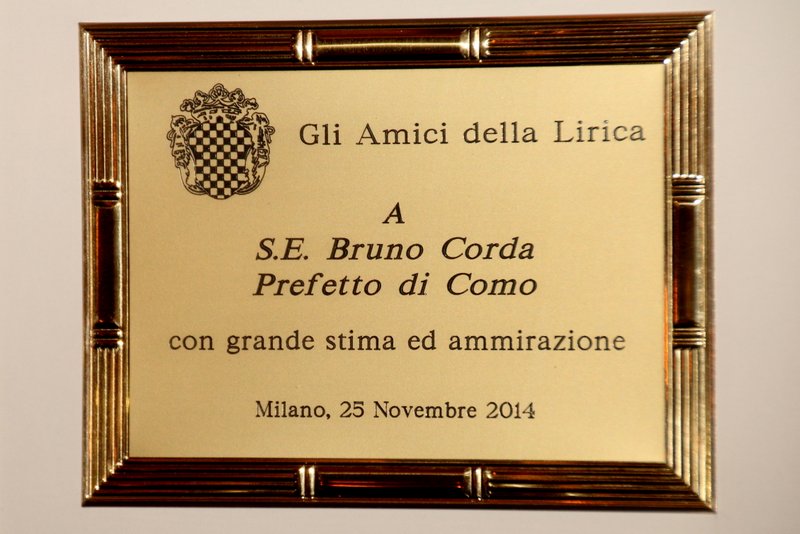 Gli Amici della Lirica
A
S.E. Bruno Corda
Prefetto di Como
con grande stima ed ammirazione
Milano, 25 Novembre 2014